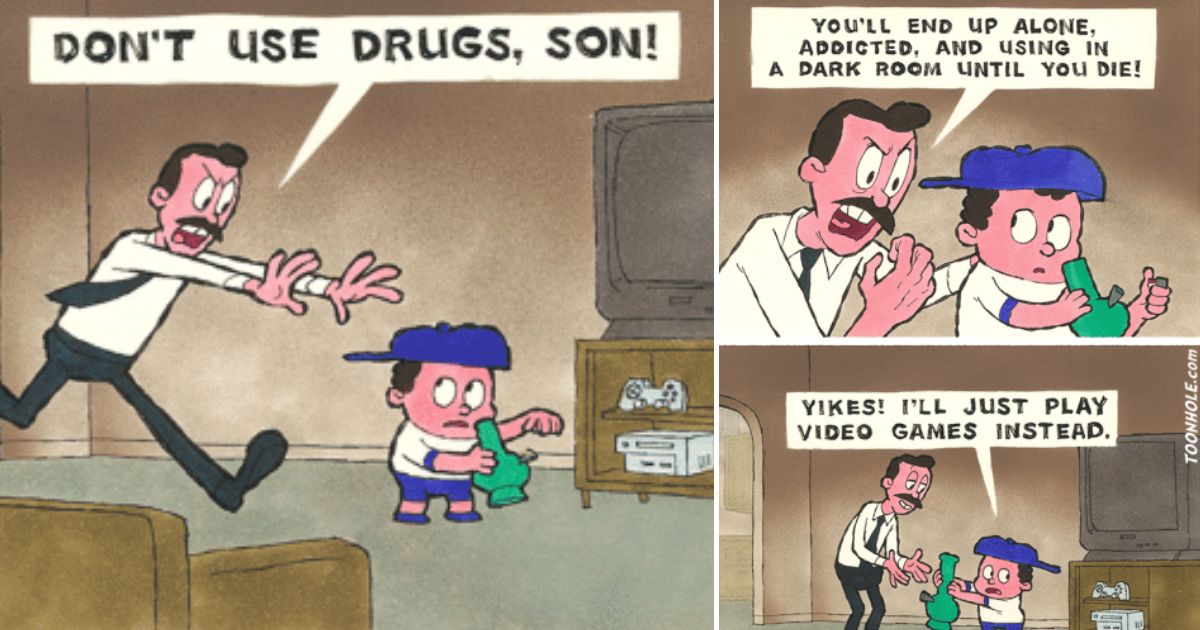 DON'T USE DRUGS, SON!
YOU'LL END UP ALONE,
ADDICTED, AND USING IN
A DARK ROOM UNTIL YOU DIE!
YIKES! I'LL JUST PLAY
VIDEO GAMES INSTEAD.
TOONHOLE.com